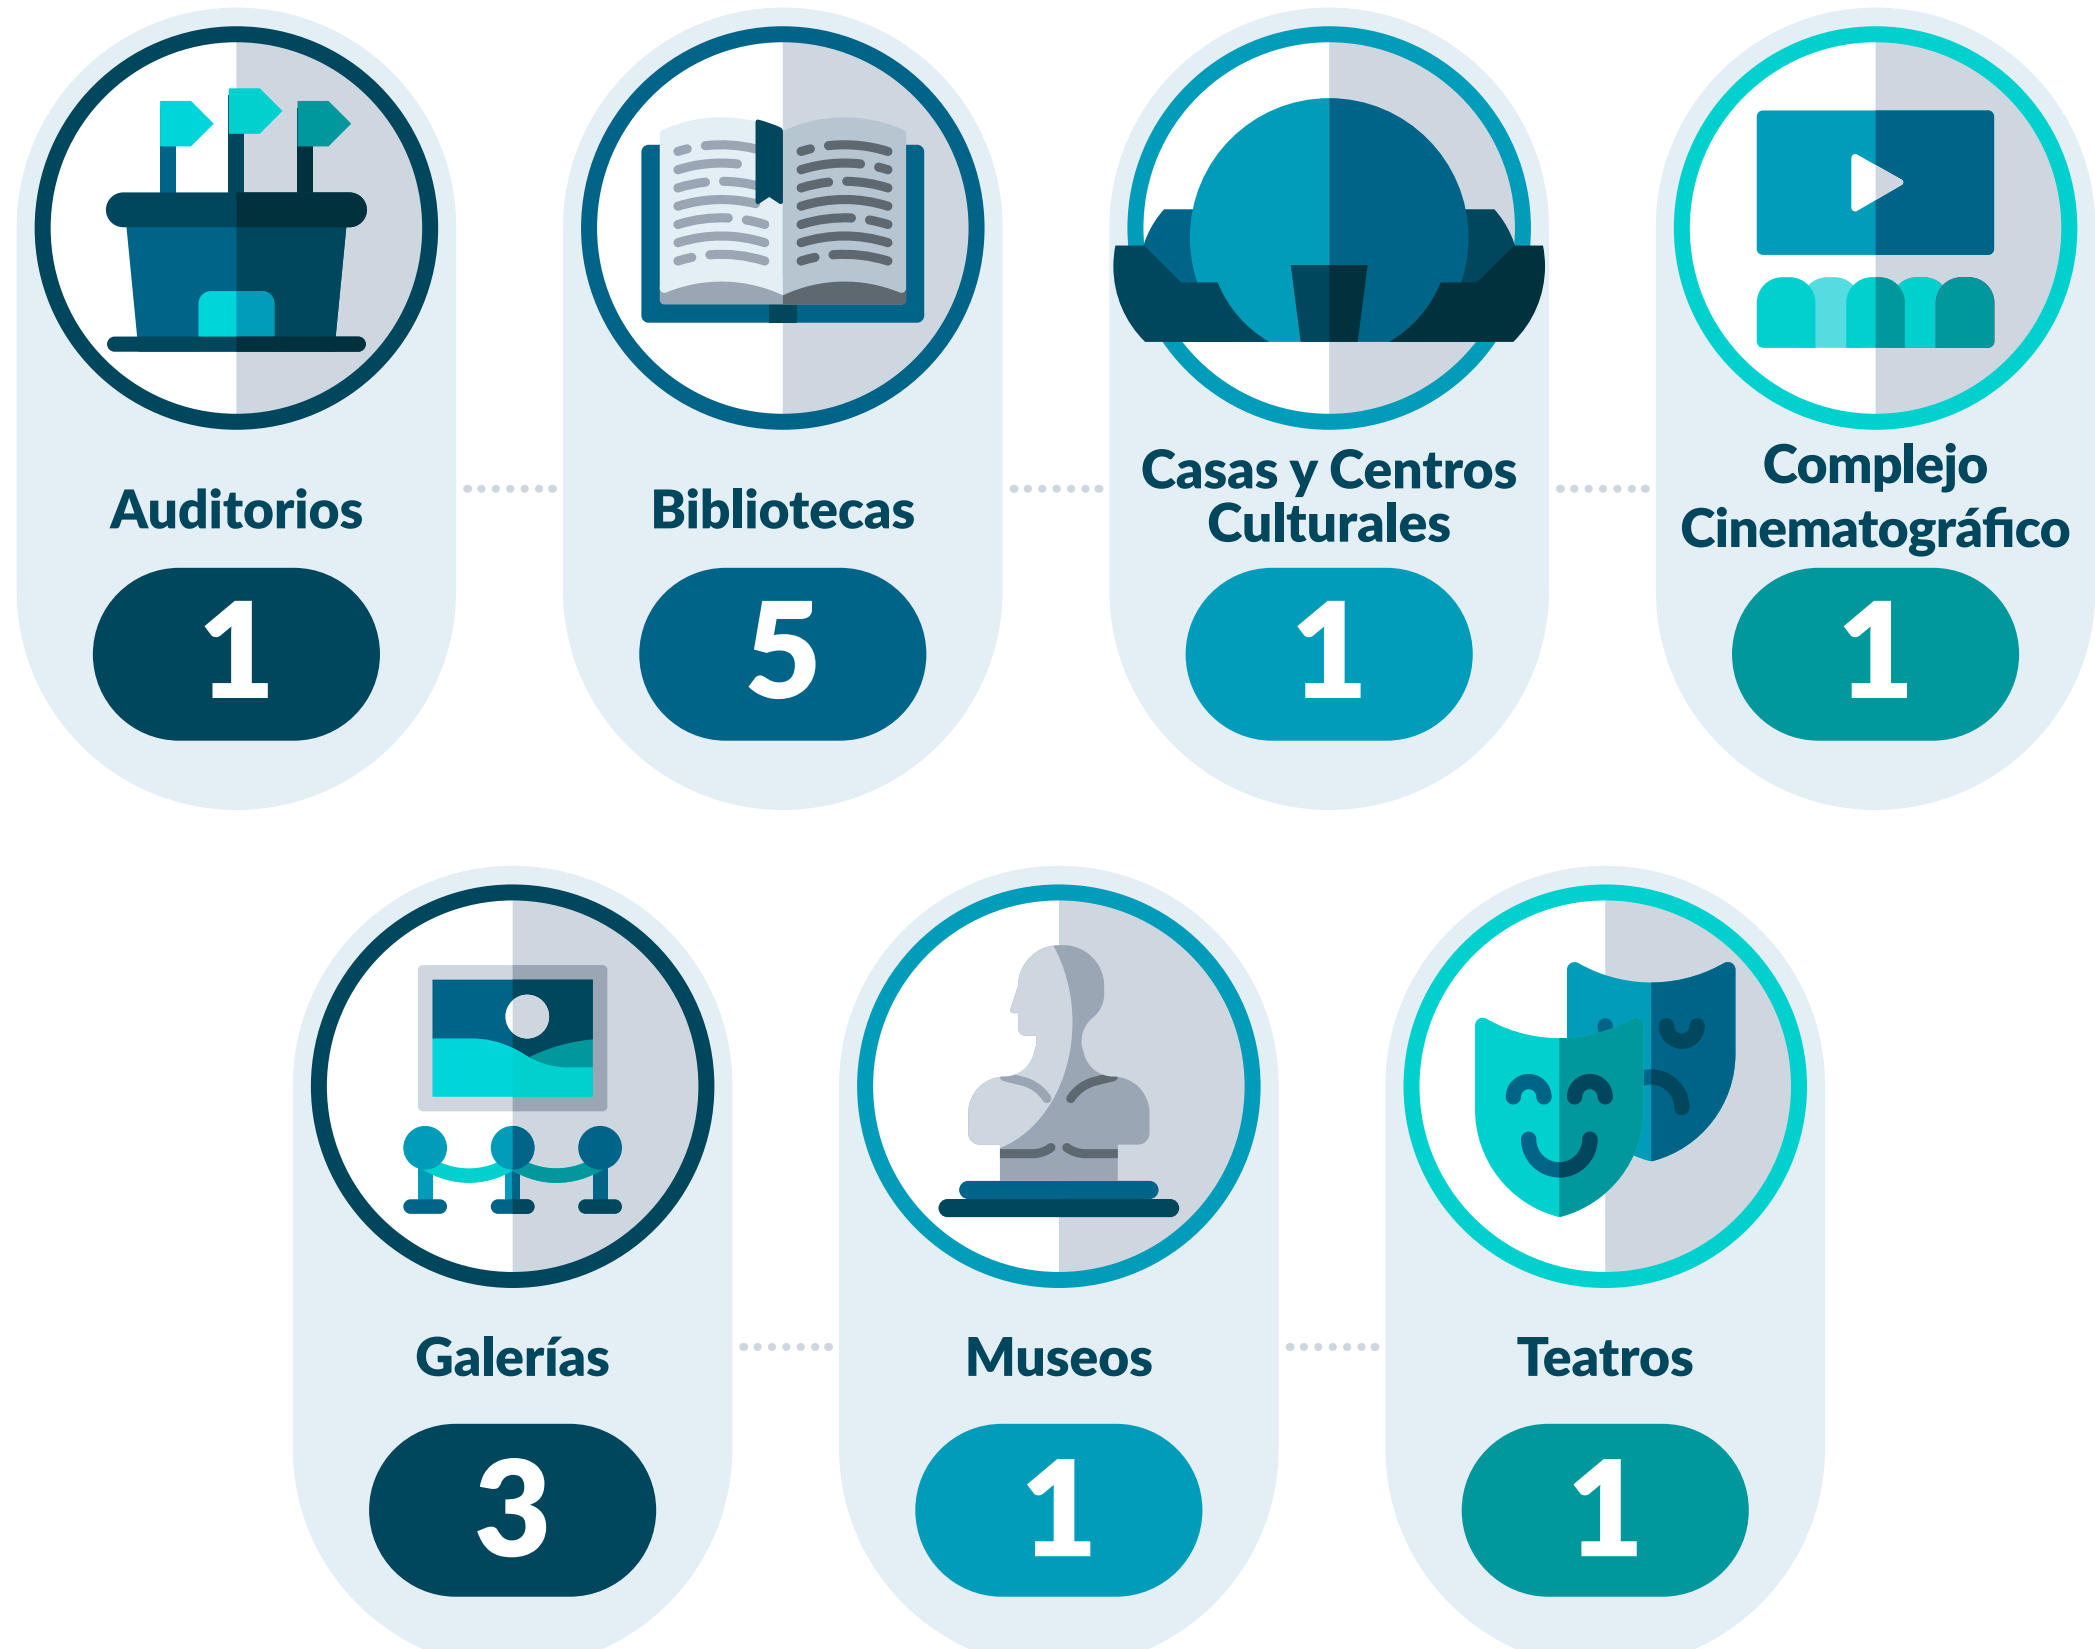 Auditorios
1
Bibliotecas
5
Casas y Centros
Culturales
1
Complejo
Cinematográfico
1
Galerías
3
Museos
1
Teatros
1